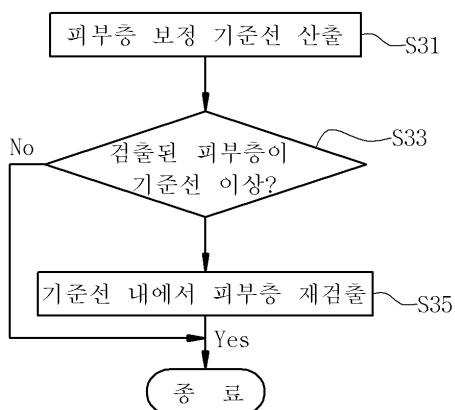 피부층 보정 기준선 산출
S31
No
검출된 피부층이
기준선 이상?
S33
기준선 내에서 피부층 재검출
S35
Yes
종 료